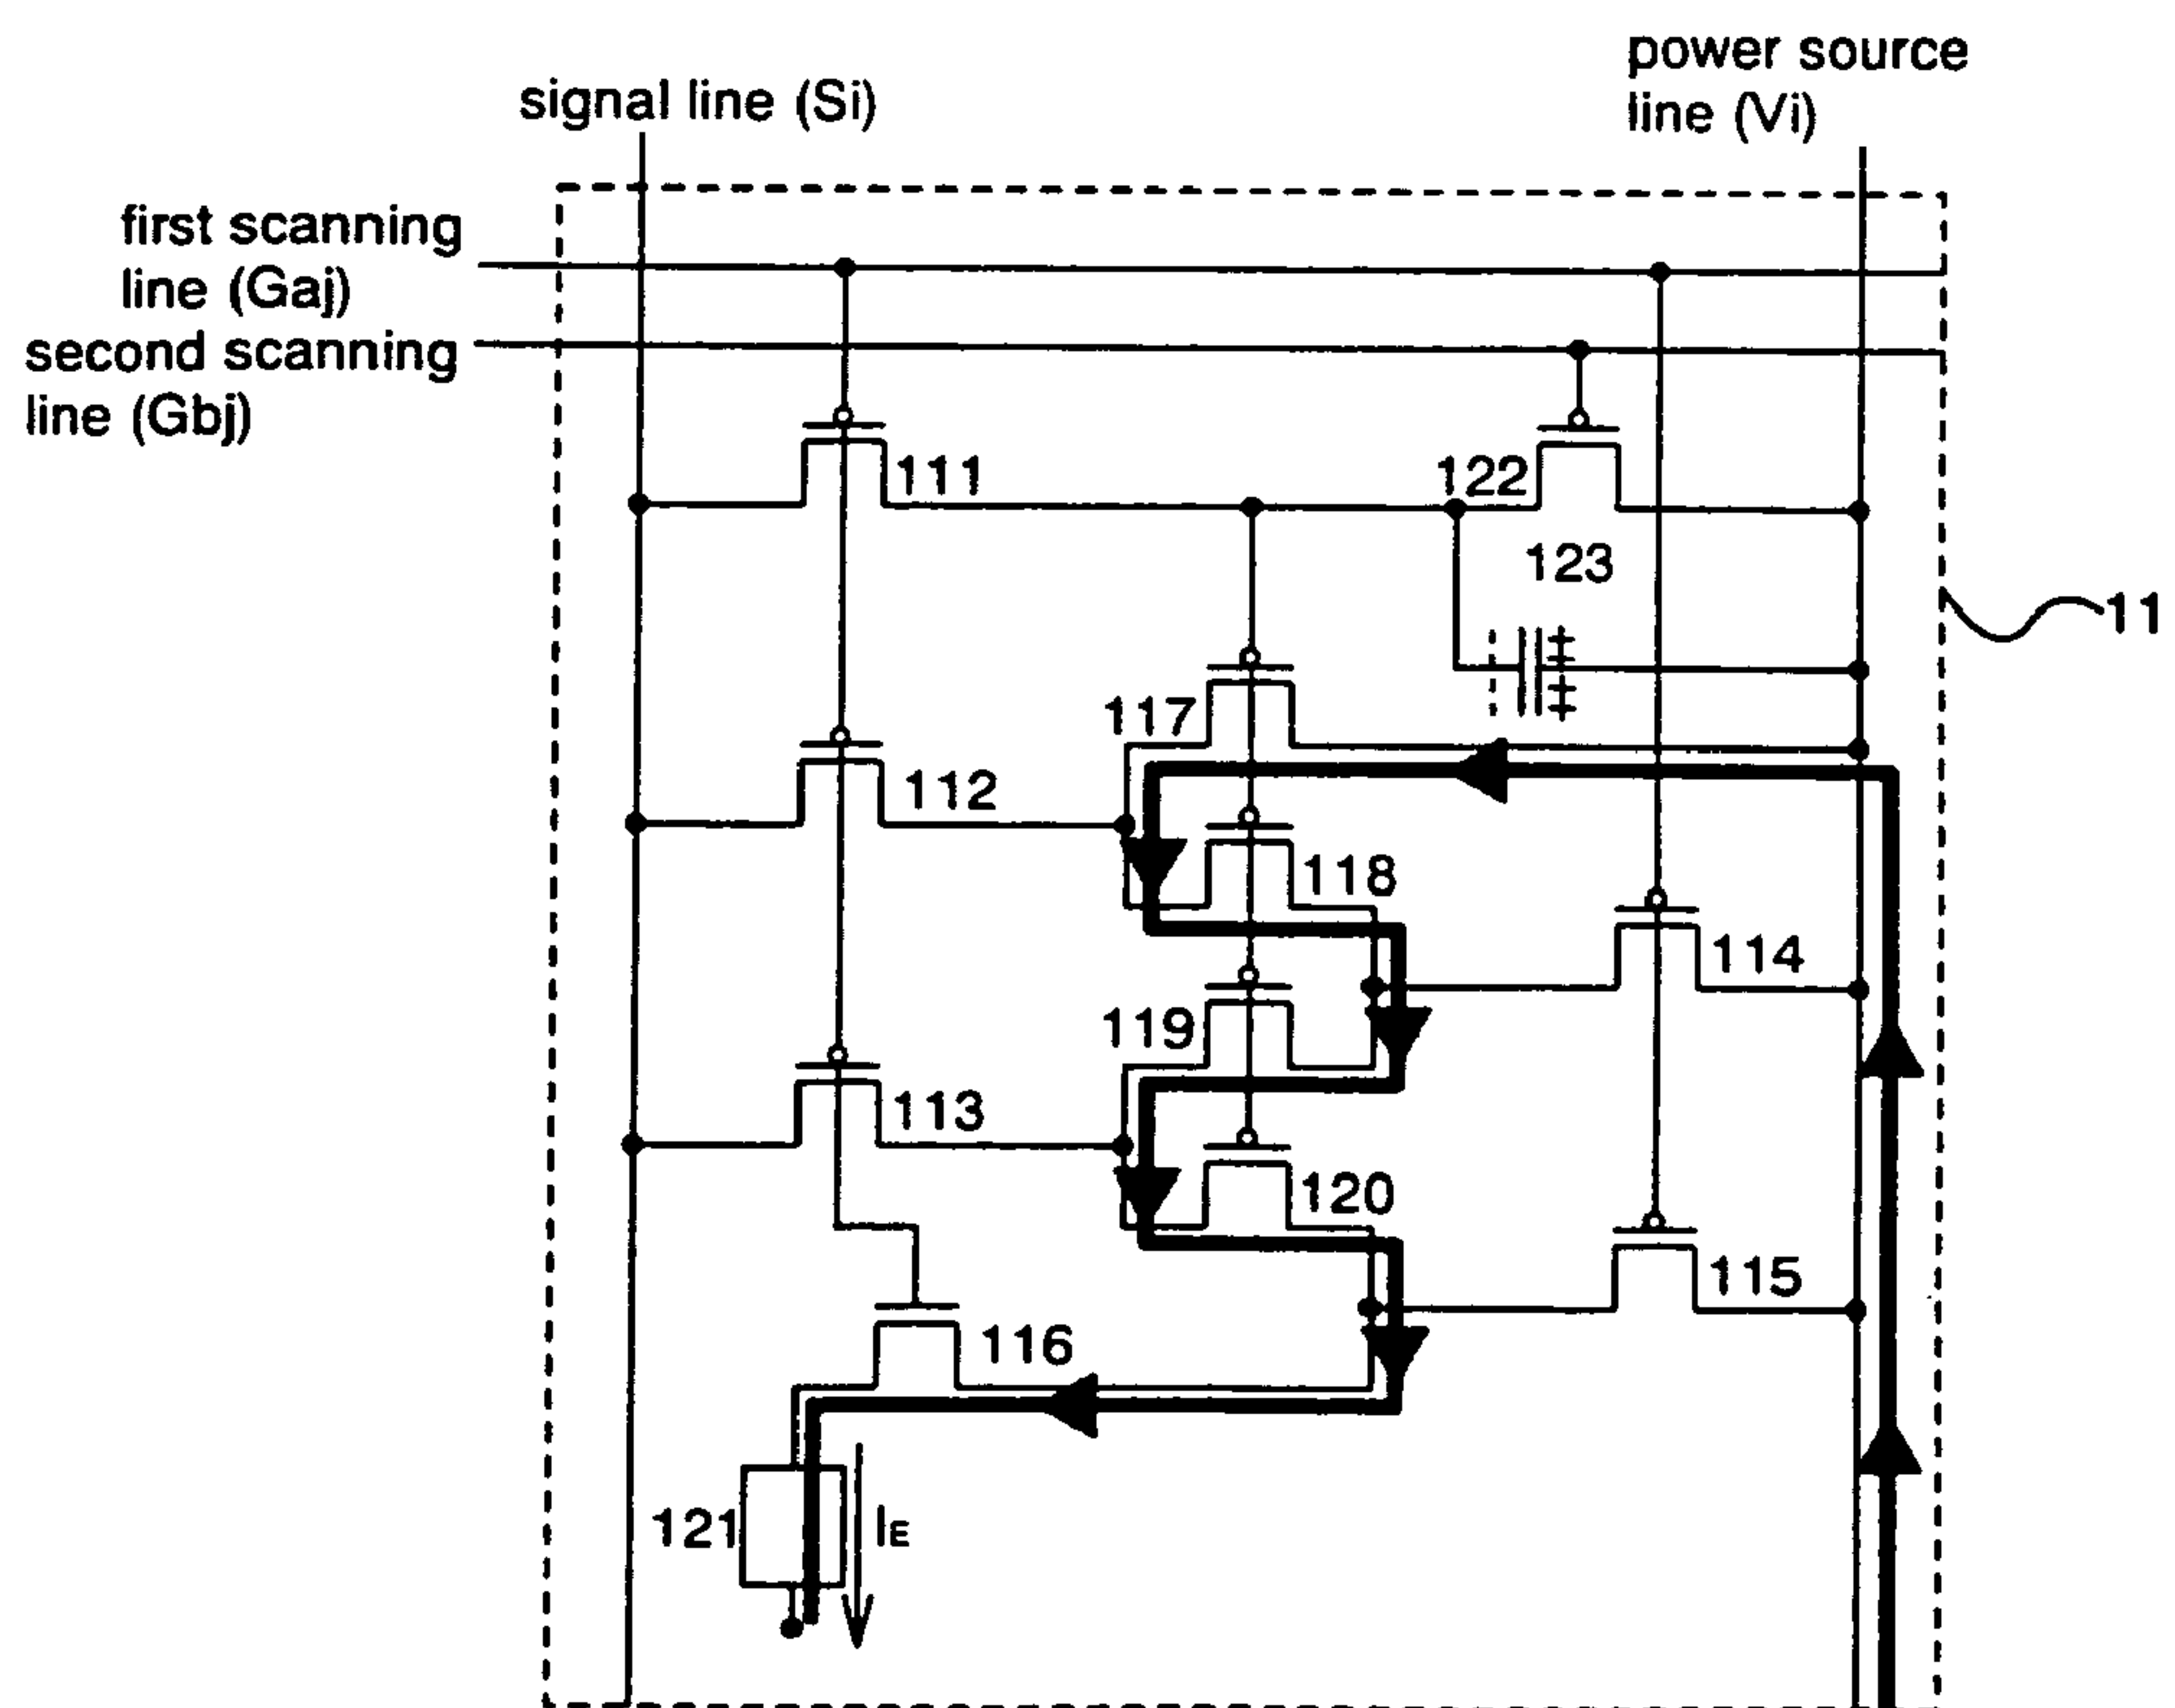 power source
line (Vi)
signal line (Si)
first scanning
line (Gaj)
second scanning
line (Gbj)
111
122
123
11
117
112
118
114
119
113
120
115
116
121
IE